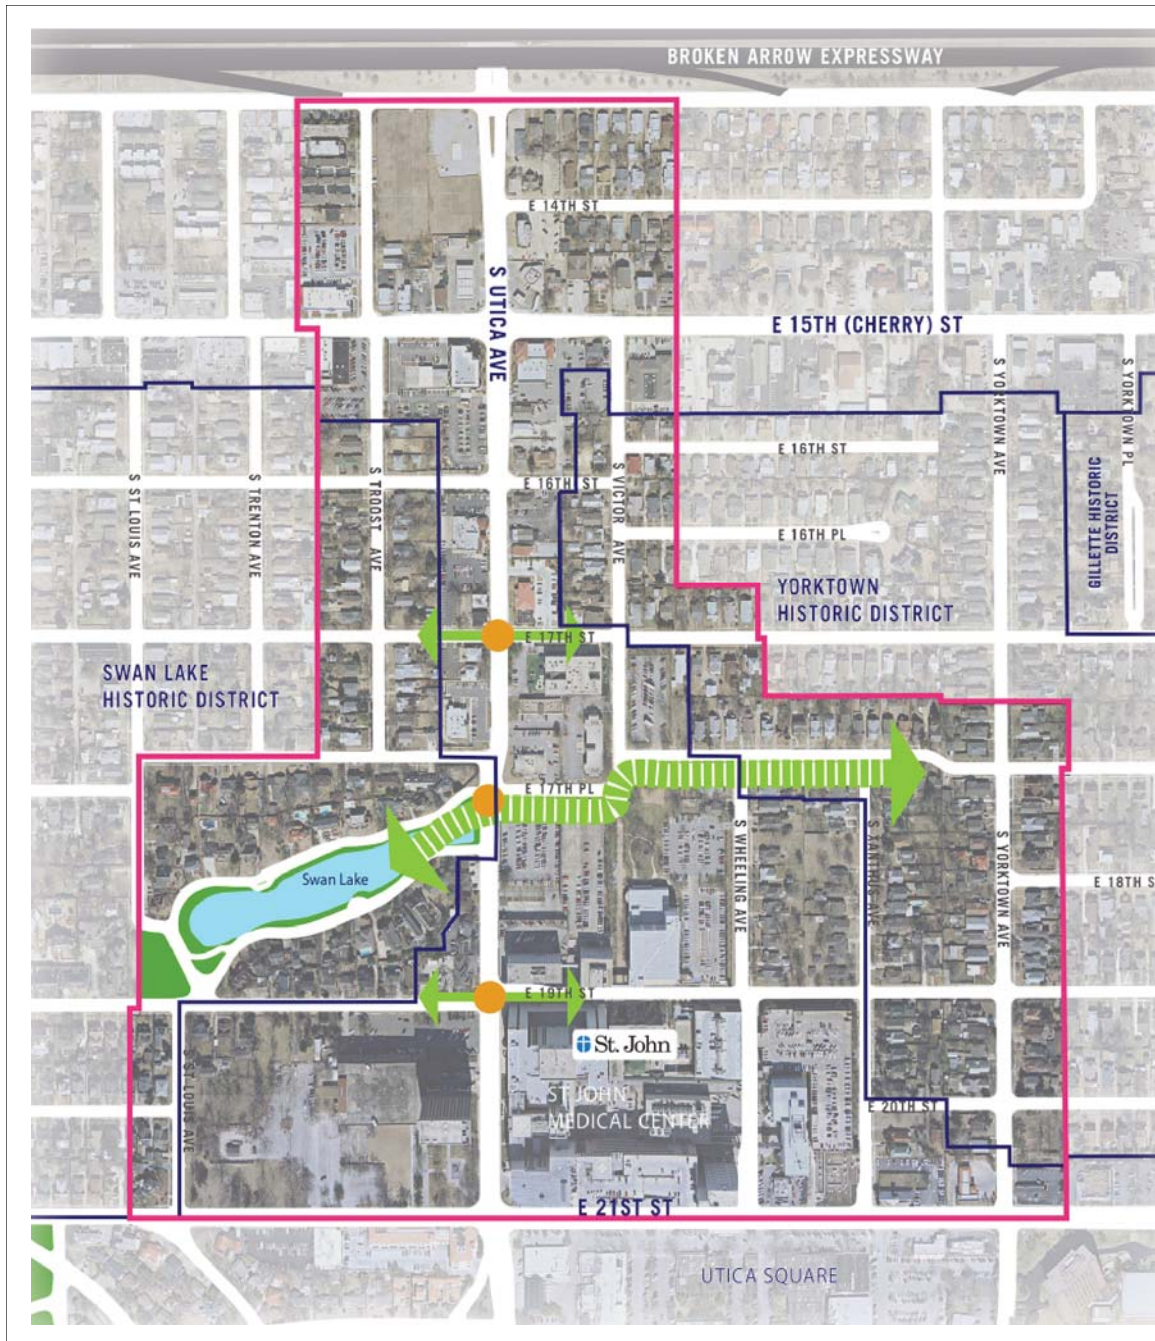 BROKEN ARROW EXPRESSWAY
E 14TH ST
S UTICA AVE
E 15TH (CHERRY) ST
S YORKTOWN AVE
S YORKTOWN PL
E 16TH ST
S ST LOUIS AVE
S TRENTON AVE
S TROOST AVE
E 16TH ST
S VICTOR AVE
GILLETTE HISTORIC
DISTRICT
E 16TH PL
YORKTOWN
HISTORIC DISTRICT
E 17TH ST
SWAN LAKE
HISTORIC DISTRICT
E 17TH PL
S WHEELING AVE
S YORKTOWN AVE
Swan Lake
E 18TH S
E 19TH ST
St. John
ST JOHN
MEDICAL CENTER
S ST LOUIS AVE
E 20TH ST
E 21ST ST
UTICA SQUARE